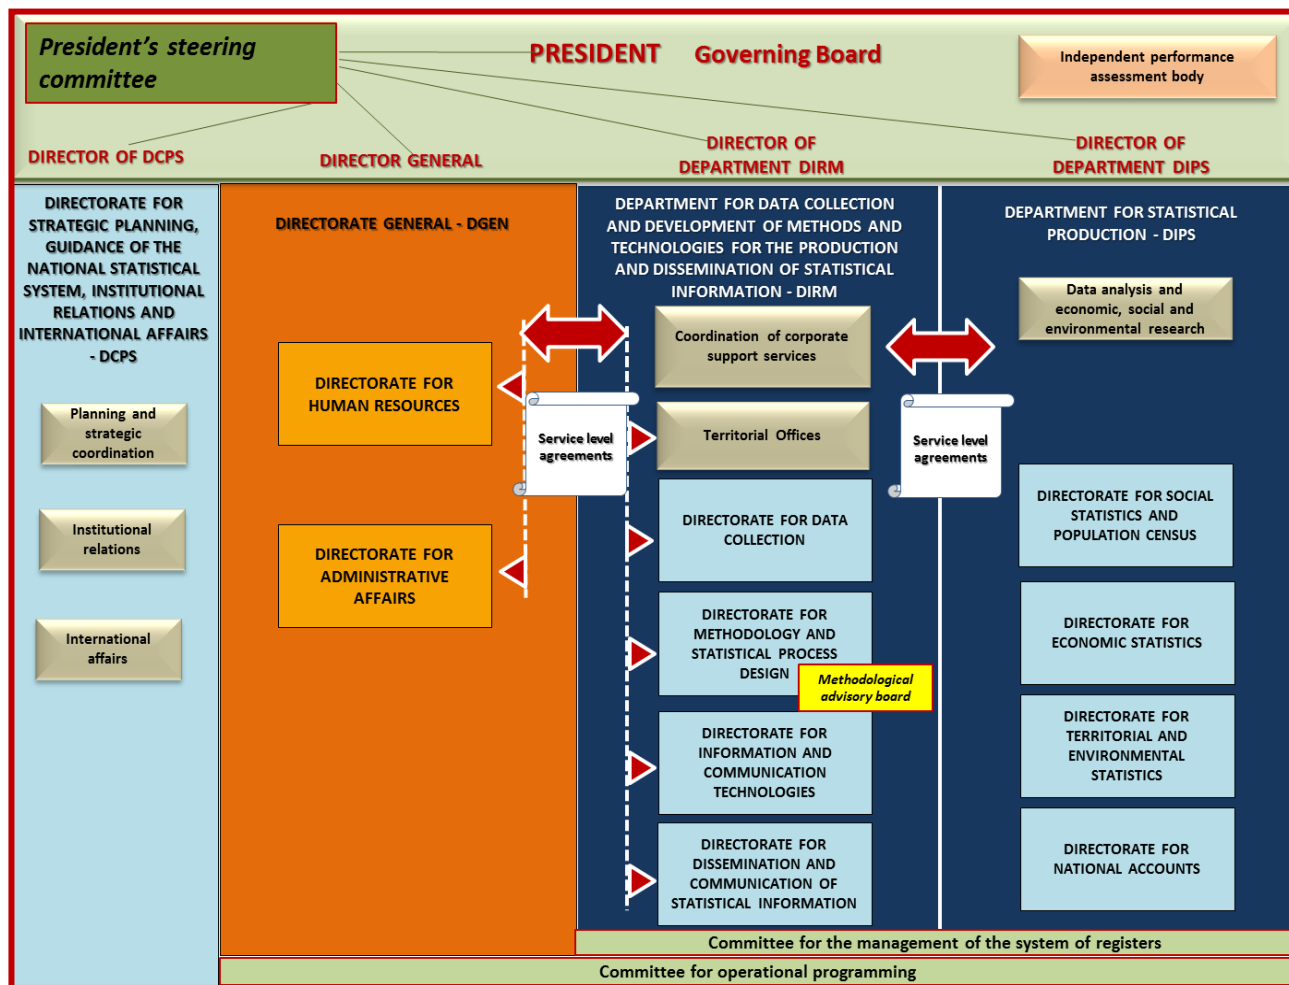 President's steering
committee
PRESIDENT
Governing Board
Independent performance
assessment body
DIRECTOR OF DCPS
DIRECTOR GENERAL
DIRECTOR OF
DEPARTMENT DIRM
DIRECTOR OF
DEPARTMENT DIPS
DIRECTORATE FOR
STRATEGIC PLANNING,
GUIDANCE OF THE
NATIONAL STATISTICAL
SYSTEM, INSTITUTIONAL
RELATIONS AND
INTERNATIONAL AFFAIRS
- DCPS
Planning and
strategic
coordination
Institutional
relations
International
affairs
DIRECTORATE GENERAL - DGEN
DIRECTORATE FOR
HUMAN RESOURCES
DIRECTORATE FOR
ADMINISTRATIVE
AFFAIRS
Service level
agreements
DEPARTMENT FOR DATA COLLECTION
AND DEVELOPMENT OF METHODS AND
TECHNOLOGIES FOR THE PRODUCTION
AND DISSEMINATION OF STATISTICAL
INFORMATION - DIRM
Coordination of corporate
support services
Territorial Offices
DIRECTORATE FOR DATA
COLLECTION
DIRECTORATE FOR
METHODOLOGY AND
STATISTICAL PROCESS
DESIGN
Methodological
advisory board
DIRECTORATE FOR
INFORMATION AND
COMMUNICATION
TECHNOLOGIES
DIRECTORATE FOR
DISSEMINATION AND
COMMUNICATION OF
STATISTICAL INFORMATION
Service level
agreements
DEPARTMENT FOR STATISTICAL
PRODUCTION - DIPS
Data analysis and
economic, social and
environmental research
DIRECTORATE FOR SOCIAL
STATISTICS AND
POPULATION CENSUS
DIRECTORATE FOR
ECONOMIC STATISTICS
DIRECTORATE FOR
TERRITORIAL AND
ENVIRONMENTAL
STATISTICS
DIRECTORATE FOR
NATIONAL ACCOUNTS
Committee for the management of the system of registers
Committee for operational programming